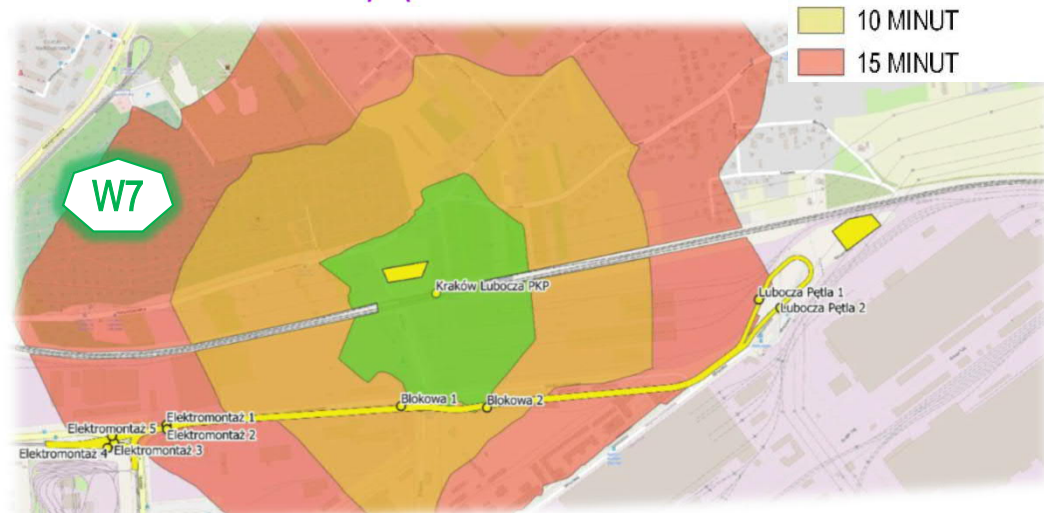 10 MINUT
15 MINUT
W7
Kraków Lubocza PKP
Lubocza Pętla 1
Lubocza Pętla 2
Blokowa 1
Blokowa 2
Elektromontaż 1
Elektromontaż 5
Elektromontaż 2
Elektromontaż 4
Elektromontaż 3